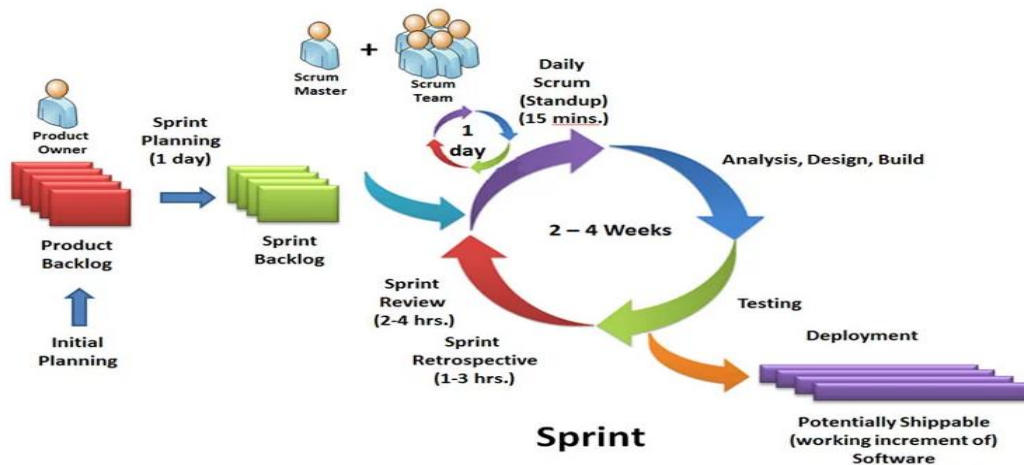 Scrum
Master
+
Scrum
Team
Product
Owner
Sprint
Planning
(1 day)
Daily
Scrum
(Standup)
(15 mins.)
1
day
Analysis, Design, Build
2 – 4 Weeks
Product
Backlog
Sprint
Backlog
Initial
Planning
Sprint
Review
(2-4 hrs.)
Sprint
Retrospective
(1-3 hrs.)
Testing
Deployment
Potentially Shippable
(working increment of)
Software
Sprint